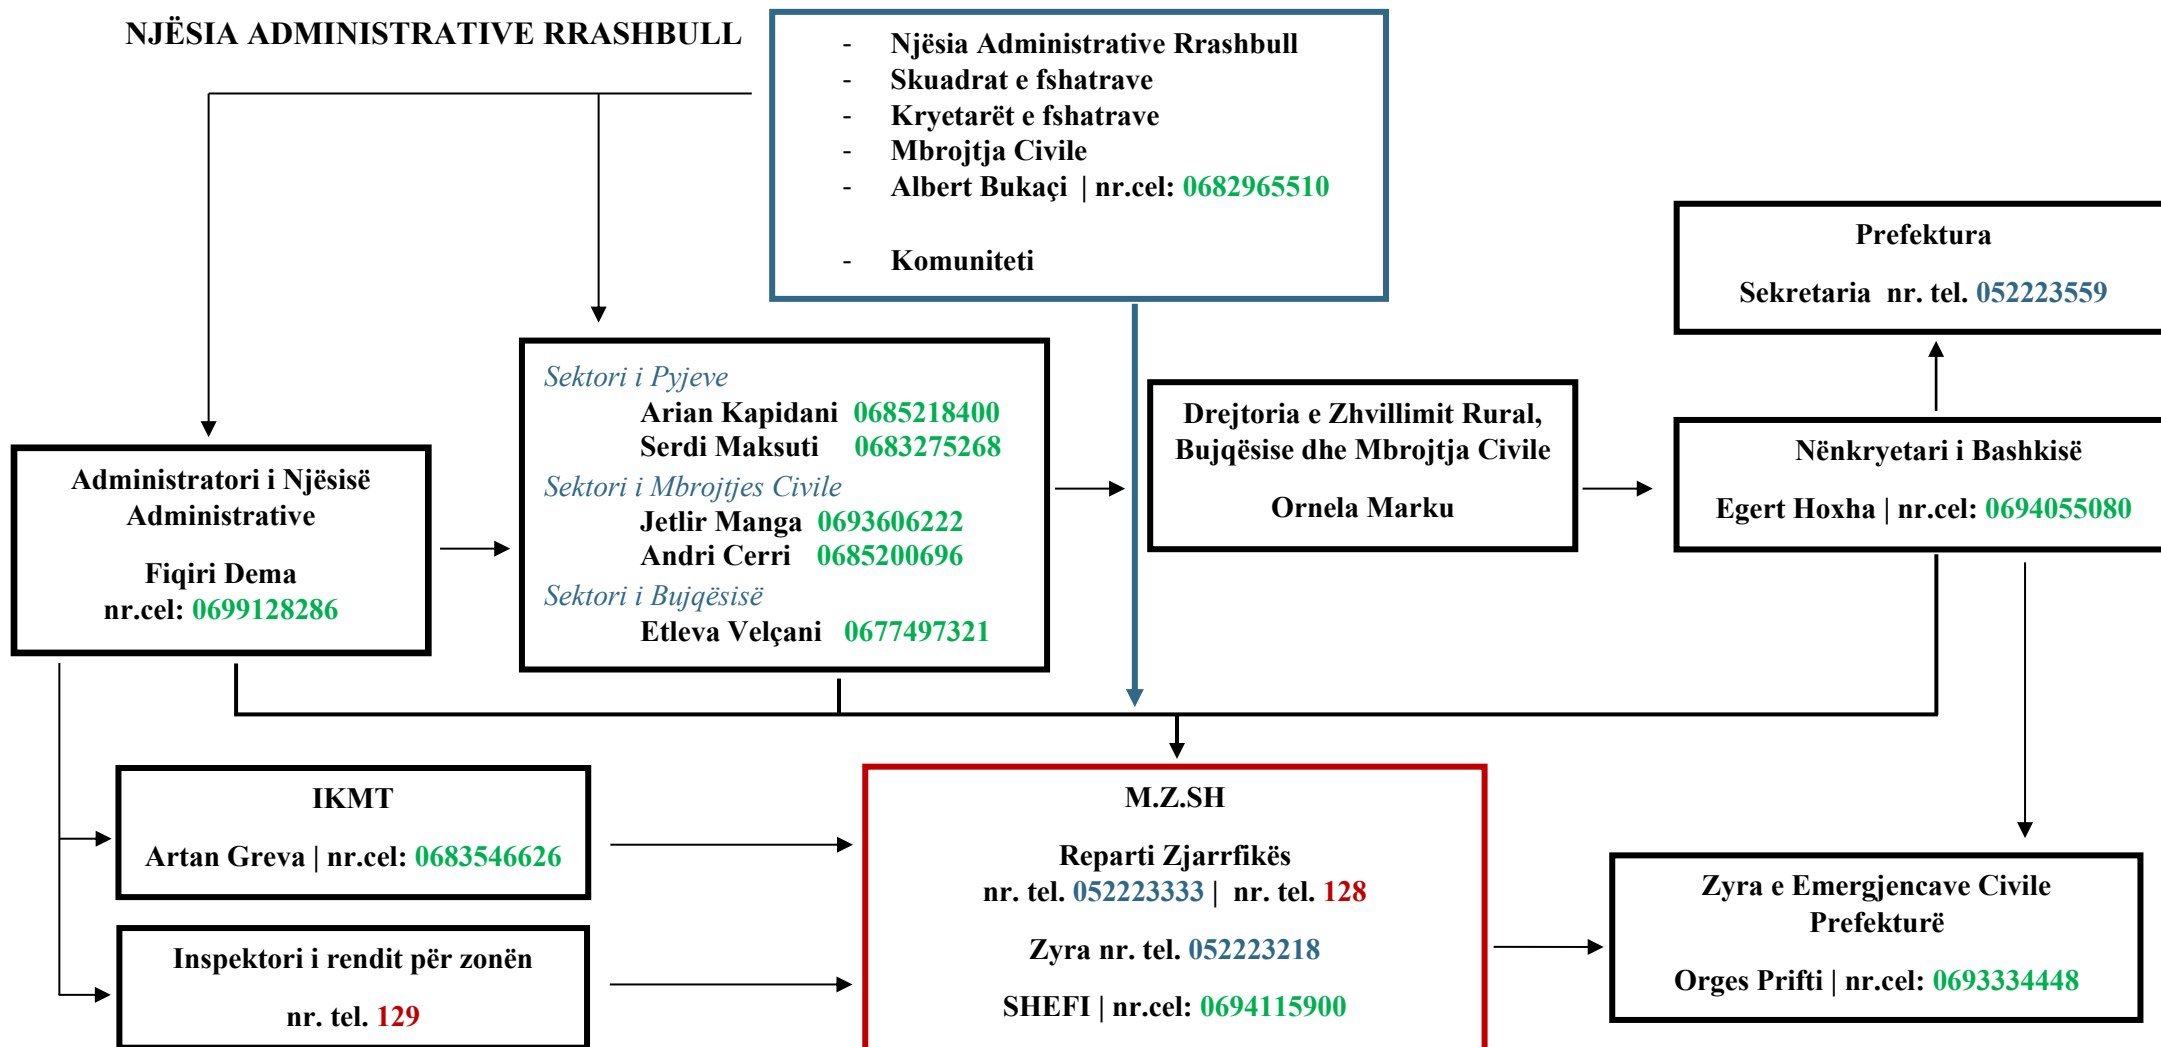 NJËSIA ADMINISTRATIVE RRASHBULL
- Njësia Administrative Rrashbull
- Skuadrat e fshatrave
- Kryetarët e fshatrave
- Mbrojtja Civile
- Albert Bukaçi | nr.cel: 0682965510
- Komuniteti
Prefektura
Sekretaria nr. tel. 052223559
Sektori i Pyjeve
Arian Kapidani 0685218400
Serdi Maksuti 0683275268
Sektori i Mbrojtjes Civile
Jetlir Manga 0693606222
Andri Cerri 0685200696
Sektori i Bujqësisë
Etleva Velçani 0677497321
Drejtoria e Zhvillimit Rural,
Bujqësise dhe Mbrojtja Civile
Ornela Marku
Nënkryetari i Bashkisë
Egert Hoxha | nr.cel: 0694055080
Administratori i Njësisë
Administrative
Fiqiri Dema
nr.cel: 0699128286
IKMT
Artan Greva | nr.cel: 0683546626
Inspektori i rendit për zonën
nr. tel. 129
M.Z.SH
Reparti Zjarrfikës
nr. tel. 052223333 | nr. tel. 128
Zyra nr. tel. 052223218
SHEFI | nr.cel: 0694115900
Zyra e Emergjencave Civile
Prefekturë
Orges Prifti | nr.cel: 0693334448